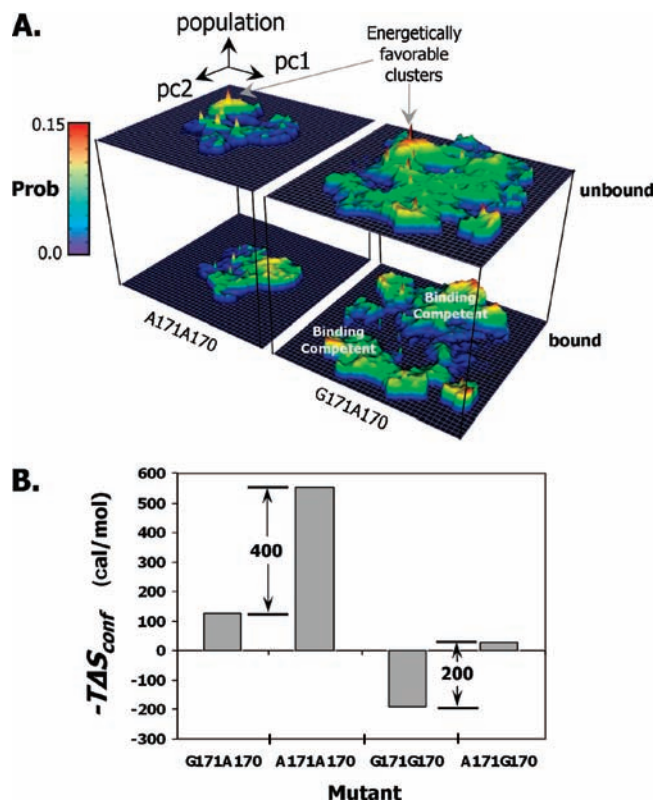 A.
population
pc2
pc1
Energetically
favorable
clusters
0.15
Prob
0.0
unbound
bound
Binding
Competent
Binding
Competent
A171A170
G171A170
B.
-TΔSconf (cal/mol)
600
500
400
300
200
100
0
-100
-200
-300
400
200
G171A170 A171A170 G171G170 A171G170
Mutant